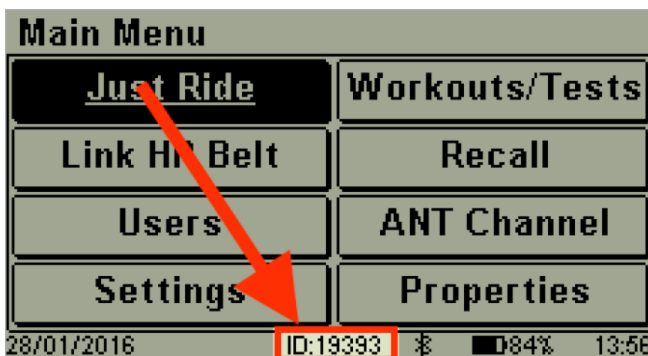 Main Menu
Just Ride Workouts/Tests
Link HR Belt Recall
Users ANT Channel
Settings Properties
28/01/2016 ID:19393 84% 13:56